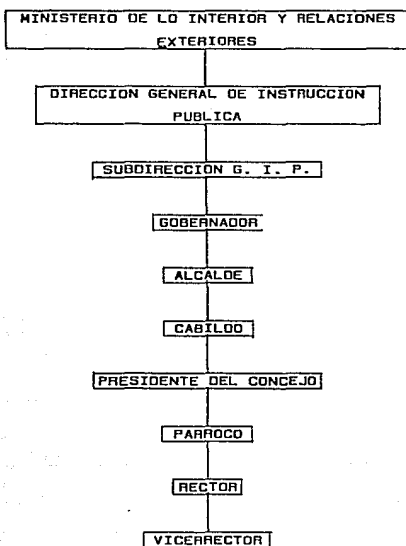 MINISTERIO DE LO INTERIOR Y RELACIONES
EXTERIORES
DIRECCION GENERAL DE INSTRUCCION
PUBLICA
SUBDIRECCION G. I. P.
GOBERNADOR
ALCALDE
CABILDO
PRESIDENTE DEL CONCEJO
PARROCO
RECTOR
VICERRECTOR